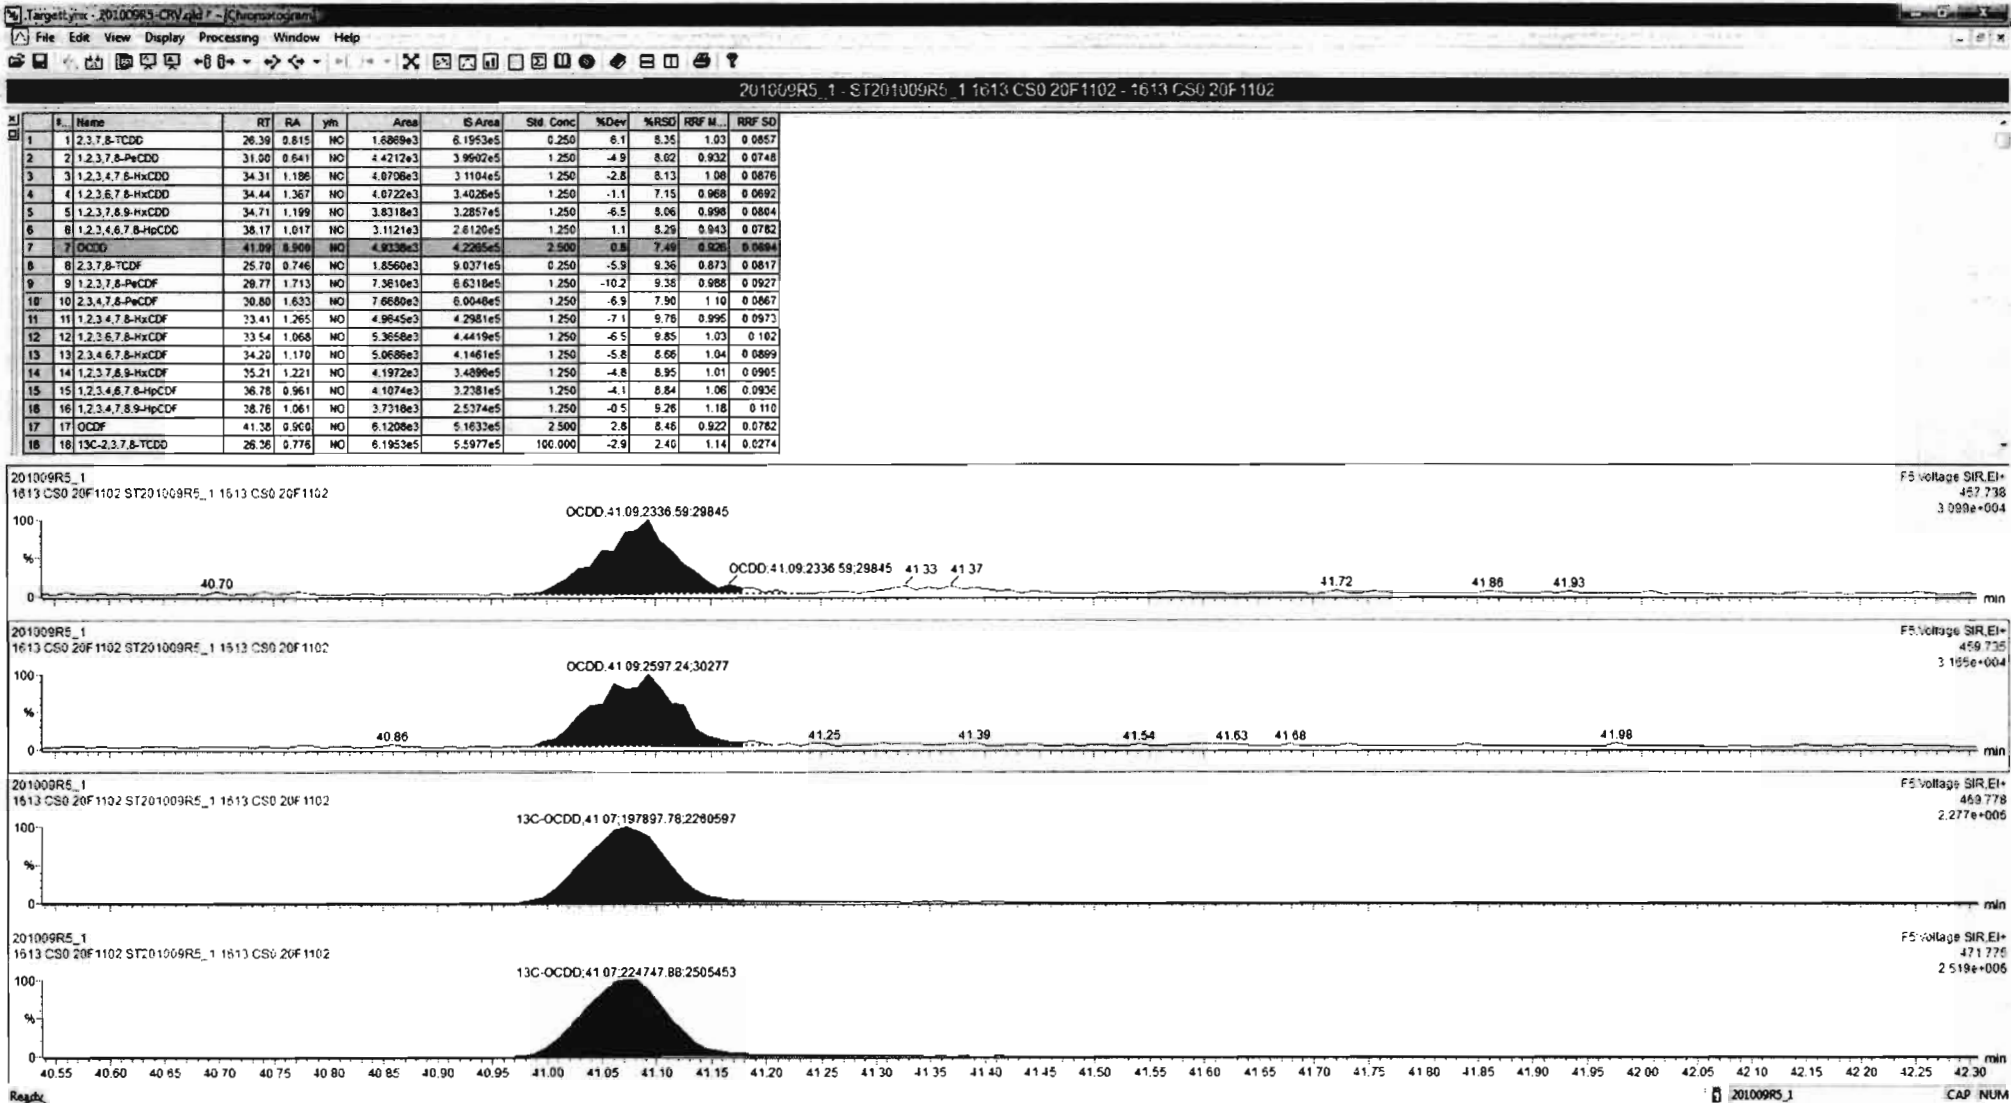 TargetLynx - 201009R5-CRV.qld * - [Chromatogram]
File Edit View Display Processing Window Help
201009R5_1 - ST201009R5_1 1613 CS0 20F1102 - 1613 CS0 20F1102
#... Name RT RA y/n Area IS Area Std. Conc %Dev %RSD RRF M... RRF SD
1 1 2,3,7,8-TCDD 26.39 0.815 NO 1.6869e3 6.1953e5 0.250 6.1 8.35 1.03 0.0857
2 2 1,2,3,7,8-PeCDD 31.00 0.641 NO 4.4212e3 3.9902e5 1.250 -4.9 8.02 0.932 0.0748
3 3 1,2,3,4,7,8-HxCDD 34.31 1.186 NO 4.0796e3 3.1104e5 1.250 -2.8 8.13 1.08 0.0876
4 4 1,2,3,6,7,8-HxCDD 34.44 1.367 NO 4.0722e3 3.4026e5 1.250 -1.1 7.15 0.968 0.0692
5 5 1,2,3,7,8,9-HxCDD 34.71 1.199 NO 3.8318e3 3.2857e5 1.250 -6.5 8.06 0.998 0.0804
6 6 1,2,3,4,6,7,8-HpCDD 38.17 1.017 NO 3.1121e3 2.6120e5 1.250 1.1 8.29 0.943 0.0782
7 7 OCDD 41.09 0.900 NO 4.9338e3 4.2265e5 2.500 0.8 7.49 0.926 0.0694
8 8 2,3,7,8-TCDF 25.70 0.746 NO 1.8560e3 9.0371e5 0.250 -5.9 9.36 0.873 0.0817
9 9 1,2,3,7,8-PeCDF 29.77 1.713 NO 7.3610e3 6.6318e5 1.250 -10.2 9.38 0.988 0.0927
10 10 2,3,4,7,8-PeCDF 30.80 1.633 NO 7.6680e3 6.0048e5 1.250 -6.9 7.90 1.10 0.0867
11 11 1,2,3,4,7,8-HxCDF 33.41 1.265 NO 4.9645e3 4.2981e5 1.250 -7.1 9.78 0.995 0.0973
12 12 1,2,3,6,7,8-HxCDF 33.54 1.068 NO 5.3658e3 4.4419e5 1.250 -6.5 9.85 1.03 0.102
13 13 2,3,4,6,7,8-HxCDF 34.20 1.170 NO 5.0686e3 4.1461e5 1.250 -5.8 8.66 1.04 0.0899
14 14 1,2,3,7,8,9-HxCDF 35.21 1.221 NO 4.1972e3 3.4896e5 1.250 -4.8 8.95 1.01 0.0905
15 15 1,2,3,4,6,7,8-HpCDF 36.78 0.961 NO 4.1074e3 3.2381e5 1.250 -4.1 8.84 1.06 0.0936
16 16 1,2,3,4,7,8,9-HpCDF 38.76 1.061 NO 3.7318e3 2.5374e5 1.250 -0.5 9.26 1.18 0.110
17 17 OCDF 41.38 0.900 NO 6.1208e3 5.1633e5 2.500 2.8 8.48 0.922 0.0782
18 18 13C-2,3,7,8-TCDD 26.36 0.776 NO 6.1953e5 5.5977e5 100.000 -2.9 2.40 1.14 0.0274
201009R5_1
1613 CS0 20F1102 ST201009R5_1 1613 CS0 20F1102
F5:Voltage SIR,EI+
457.738
3.099e+004
OCDD;41.09;2336.59;29845
OCDD;41.09;2336.59;29845
100
%
0
40.70 41.33 41.37 41.72 41.86 41.93
min
201009R5_1
1613 CS0 20F1102 ST201009R5_1 1613 CS0 20F1102
F5:Voltage SIR,EI+
459.735
3.165e+004
OCDD;41.09;2597.24;30277
100
%
0
40.86 41.25 41.39 41.54 41.63 41.68 41.98
min
201009R5_1
1613 CS0 20F1102 ST201009R5_1 1613 CS0 20F1102
F5:Voltage SIR,EI+
469.778
2.277e+006
13C-OCDD;41.07;197897.78;2260597
100
%
0
min
201009R5_1
1613 CS0 20F1102 ST201009R5_1 1613 CS0 20F1102
F5:Voltage SIR,EI+
471.775
2.519e+006
13C-OCDD;41.07;224747.88;2505453
100
%
0
min
40.55 40.60 40.65 40.70 40.75 40.80 40.85 40.90 40.95 41.00 41.05 41.10 41.15 41.20 41.25 41.30 41.35 41.40 41.45 41.50 41.55 41.60 41.65 41.70 41.75 41.80 41.85 41.90 41.95 42.00 42.05 42.10 42.15 42.20 42.25 42.30
Ready
201009R5_1
CAP NUM